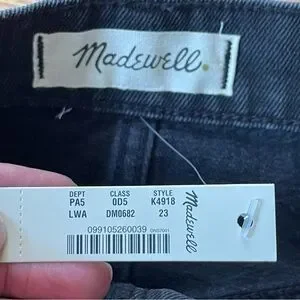 Madewell.
DEPT CLASS STYLE
PA5 0D5 K4918
LWA DM0682 23
099105260039
Madewell